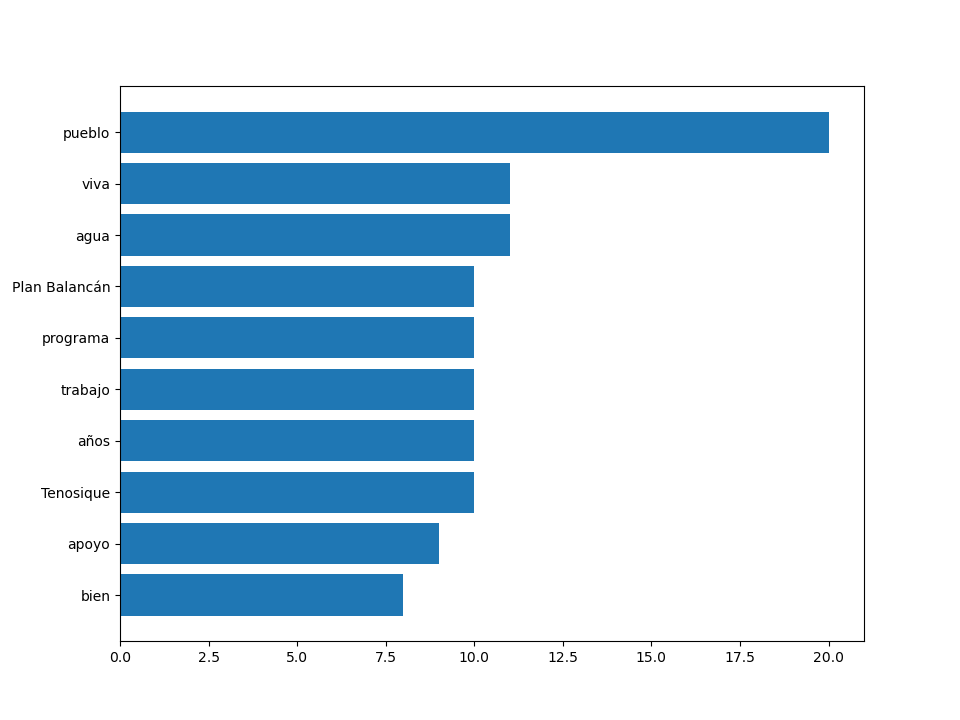 pueblo
viva
agua
Plan Balancán
programa
trabajo
años
Tenosique
apoyo
bien
0.0 2.5 5.0 7.5 10.0 12.5 15.0 17.5 20.0